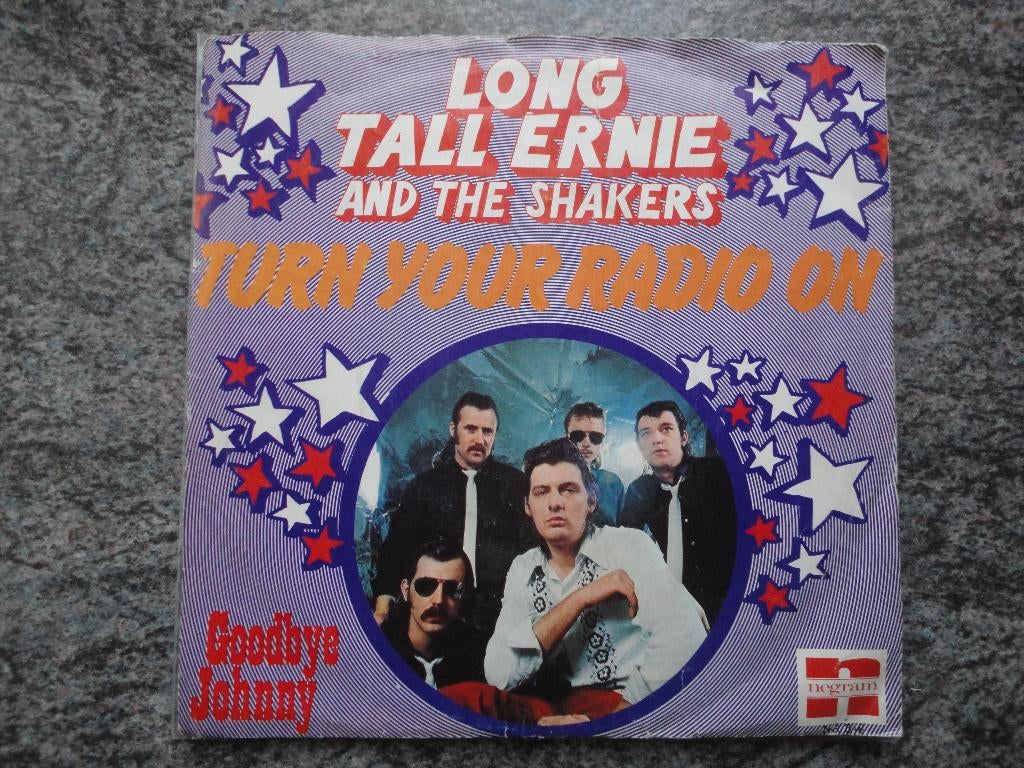 LONG
TALL ERNIE
AND THE SHAKERS
TURN YOUR RADIO ON
Goodbye
Johnny
negram